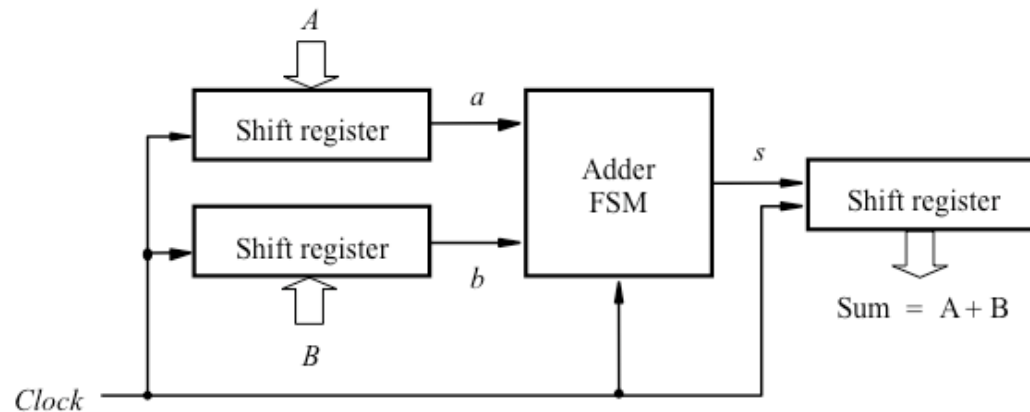 A
a
Shift register
Adder
FSM
s
Shift register
Shift register
b
Sum = A + B
B
Clock